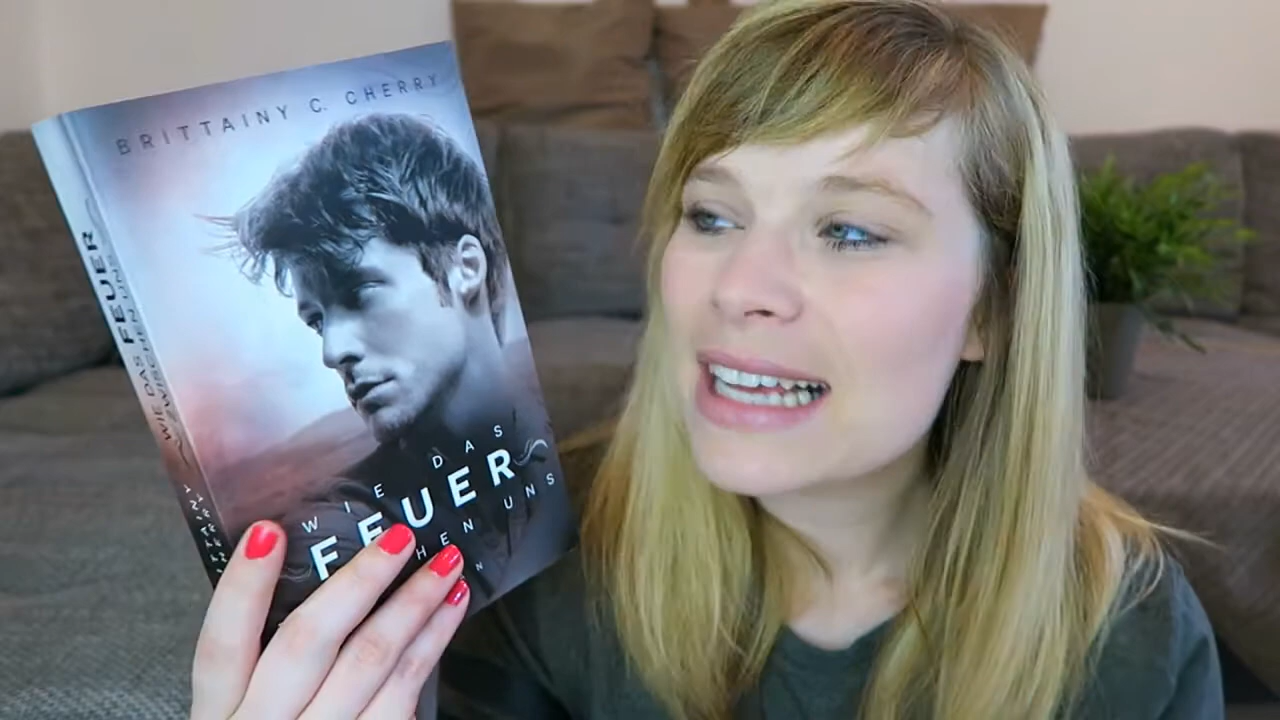 BRITTAINY C. CHERRY
WIE DAS
FEUER
HEN UNS
WIE DAS FEUER
ZWISCHEN UNS